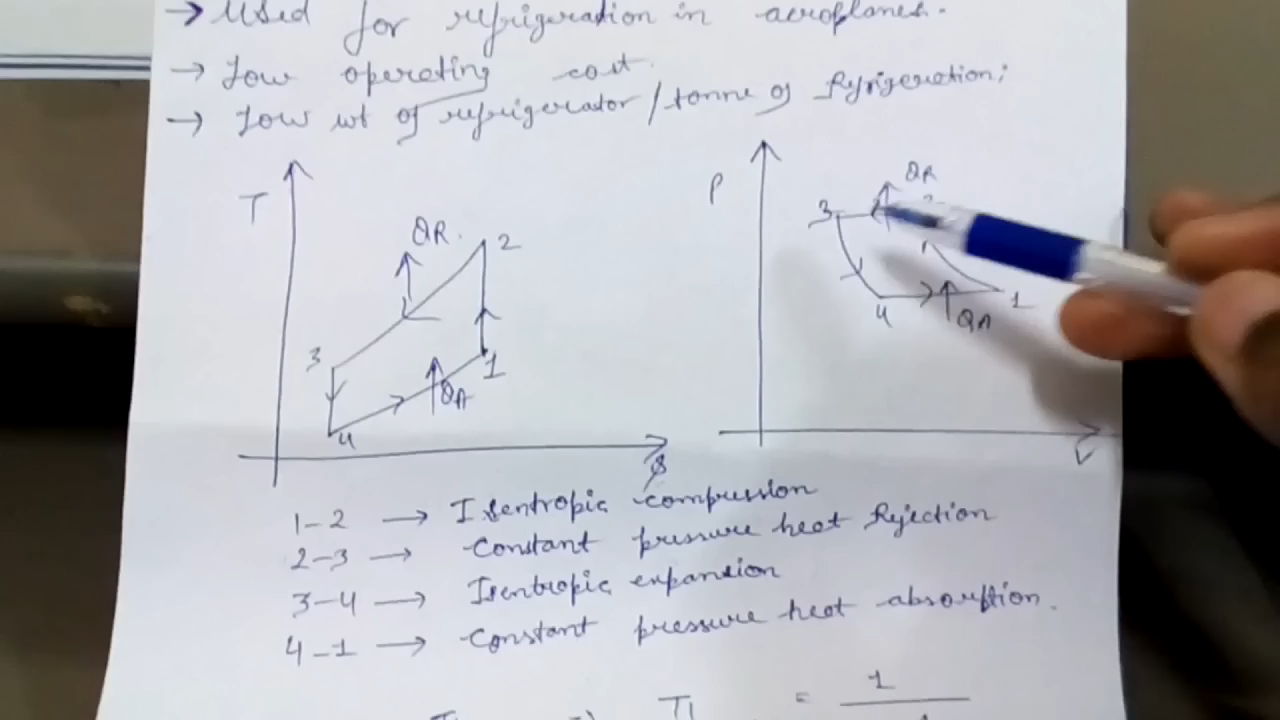 → Used for refrigeration in aeroplanes.
→ Low operating cost.
→ Low wt of refrigerator / tonne of Refrigeration;
T
QR.
2
3
1
QA
4
P
QR
3
2
4
QA
1
V
1-2 → Isentropic compression
2-3 → Constant pressure heat Rejection
3-4 → Isentropic expansion
4-1 → Constant pressure heat absorption.
T1 = 1